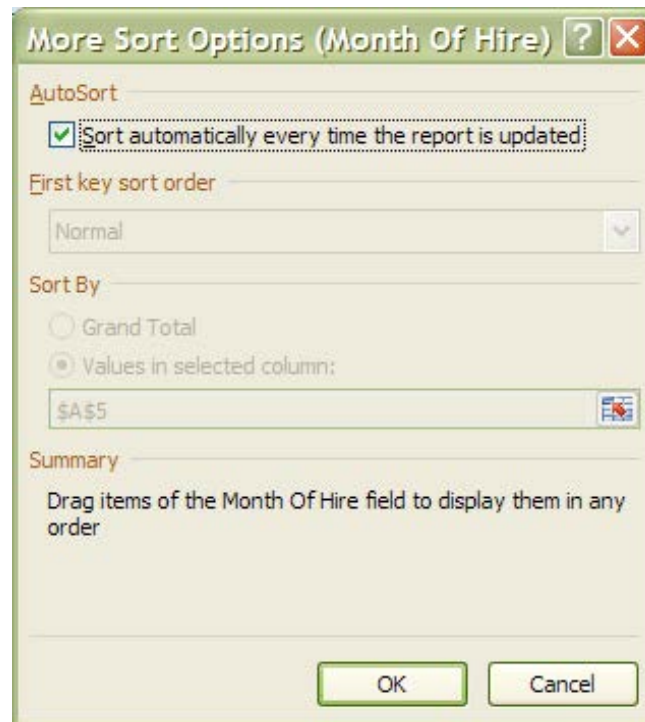 More Sort Options (Month Of Hire) ? X
AutoSort
Sort automatically every time the report is updated
First key sort order
Normal
Sort By
Grand Total
Values in selected column:
$A$5
Summary
Drag items of the Month Of Hire field to display them in any
order
OK Cancel